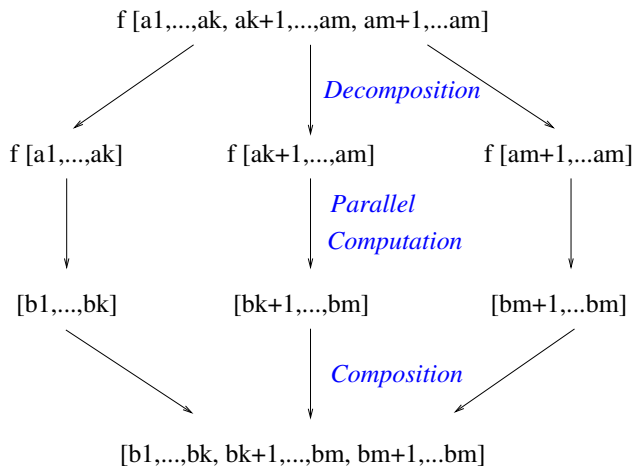 f [a1,...,ak, ak+1,...,am, am+1,...am]
Decomposition
f [a1,...,ak] f [ak+1,...,am] f [am+1,...am]
Parallel
Computation
[b1,...,bk] [bk+1,...,bm] [bm+1,...bm]
Composition
[b1,...,bk, bk+1,...,bm, bm+1,...bm]